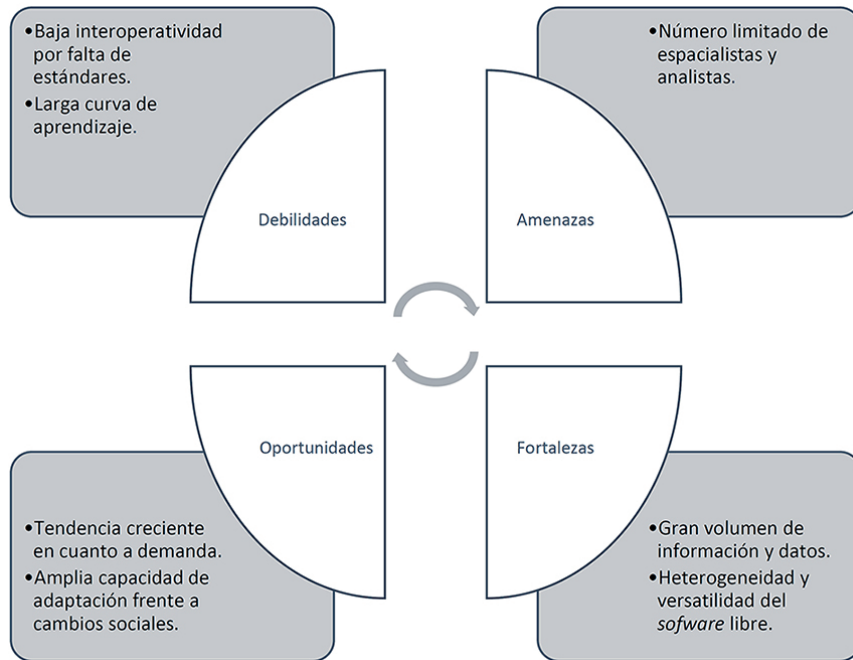 •Baja interoperatividad
por falta de
estándares.
•Larga curva de
aprendizaje.
Debilidades
•Número limitado de
espacialistas y
analistas.
Amenazas
Oportunidades
•Tendencia creciente
en cuanto a demanda.
•Amplia capacidad de
adaptación frente a
cambios sociales.
Fortalezas
•Gran volumen de
información y datos.
•Heterogeneidad y
versatilidad del
sofware libre.